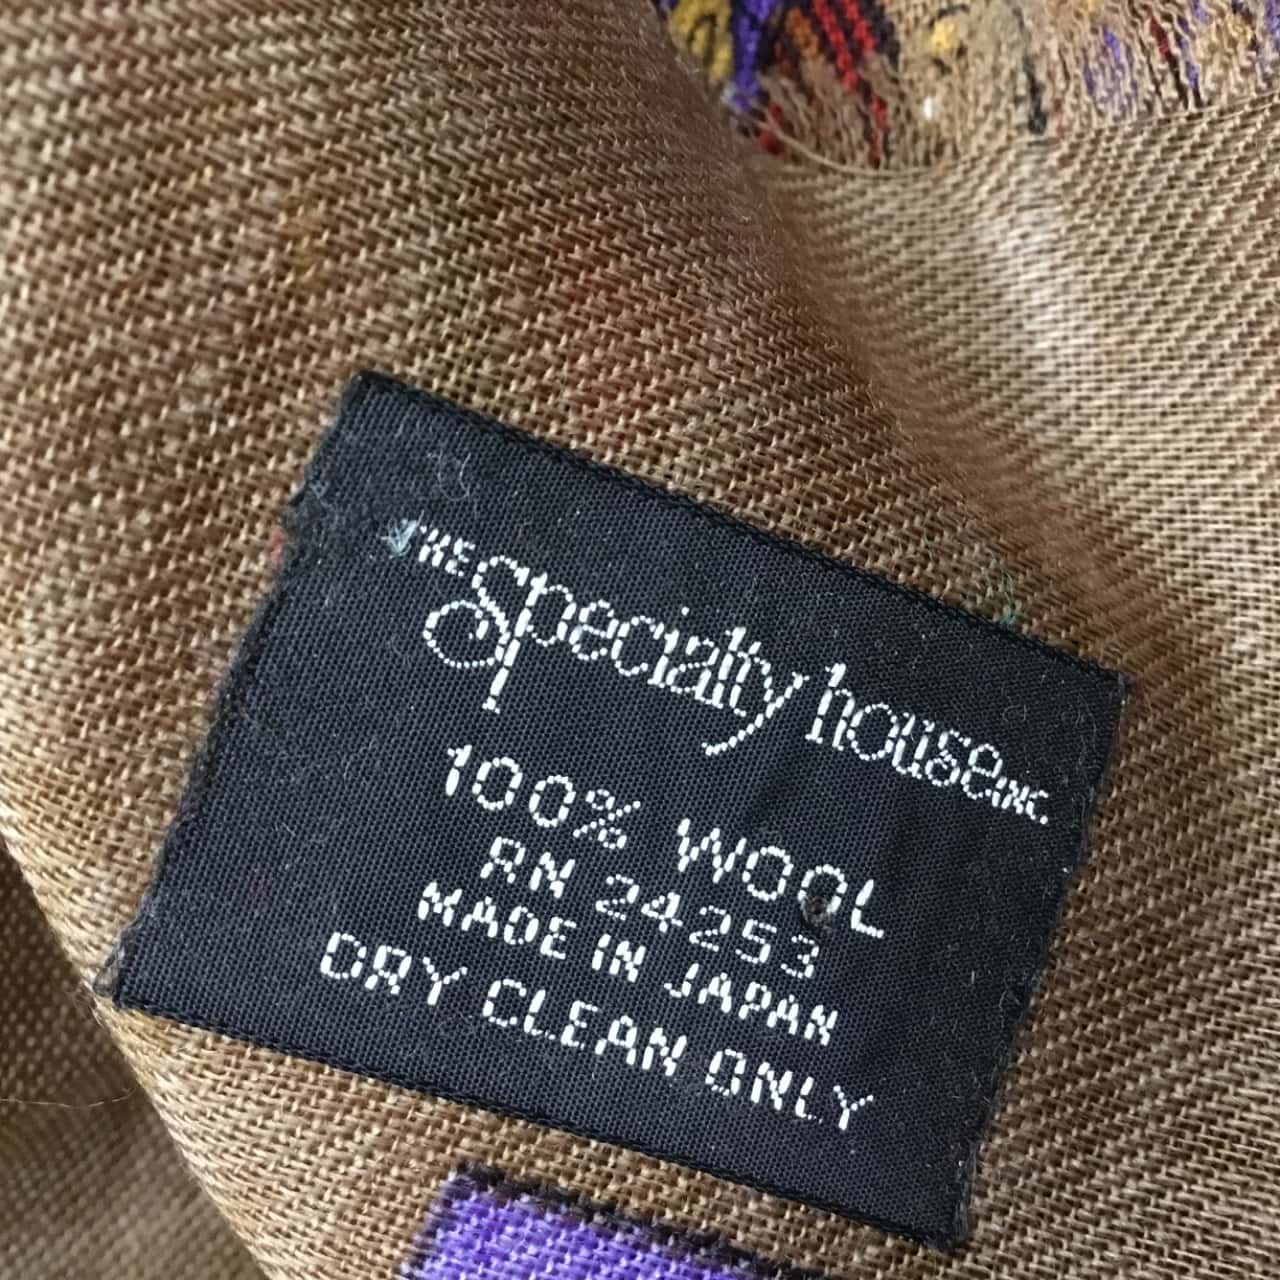 THE Specialty house INC.
100% WOOL
RN 24253
MADE IN JAPAN
DRY CLEAN ONLY